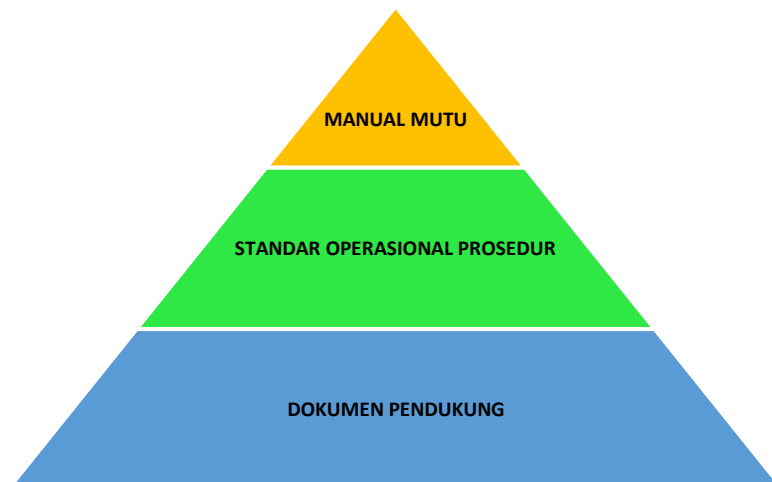 MANUAL MUTU
STANDAR OPERASIONAL PROSEDUR
DOKUMEN PENDUKUNG